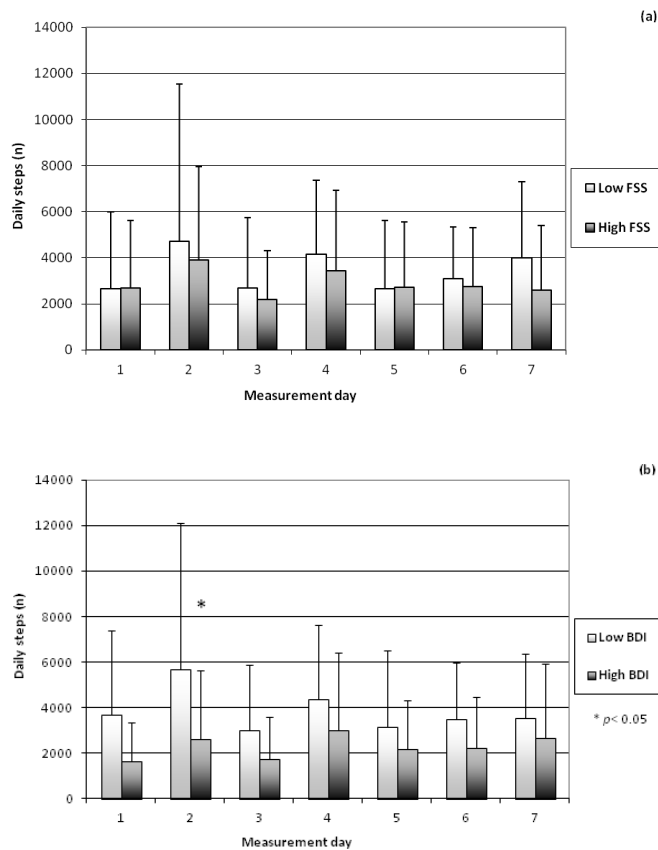 (a)
14000
12000
10000
8000
6000
4000
2000
0
Daily steps (n)
1 2 3 4 5 6 7
Measurement day
Low FSS
High FSS
(b)
14000
12000
10000
8000
6000
4000
2000
0
Daily steps (n)
*
1 2 3 4 5 6 7
Measurement day
Low BDI
High BDI
* p< 0.05